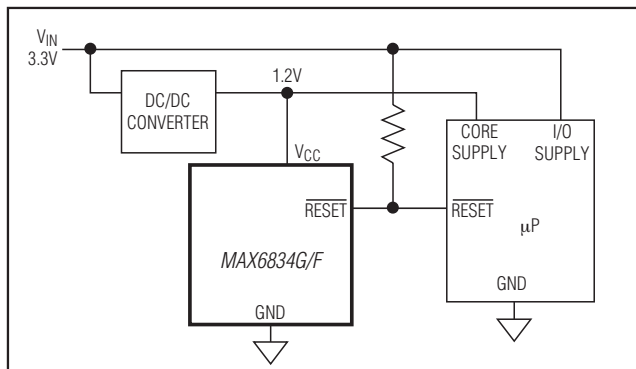 VIN
3.3V
1.2V
DC/DC
CONVERTER
CORE
SUPPLY
I/O
SUPPLY
VCC
RESET
RESET
µP
MAX6834G/F
GND
GND